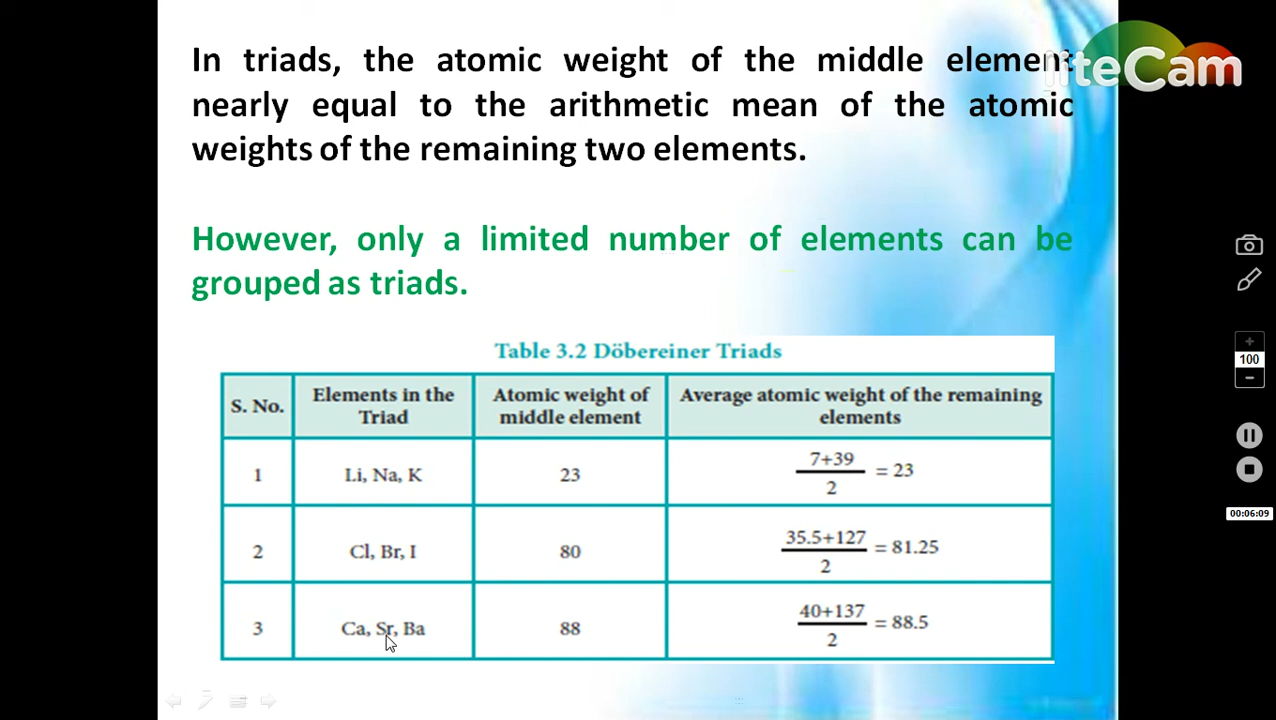 In triads, the atomic weight of the middle element
nearly equal to the arithmetic mean of the atomic
weights of the remaining two elements.
However, only a limited number of elements can be
grouped as triads.
Table 3.2 Döbereiner Triads
S. No. Elements in the Triad Atomic weight of middle element Average atomic weight of the remaining elements
1 Li, Na, K 23 7+39 / 2 = 23
2 Cl, Br, I 80 35.5+127 / 2 = 81.25
3 Ca, Sr, Ba 88 40+137 / 2 = 88.5
liteCam
100
00:06:09